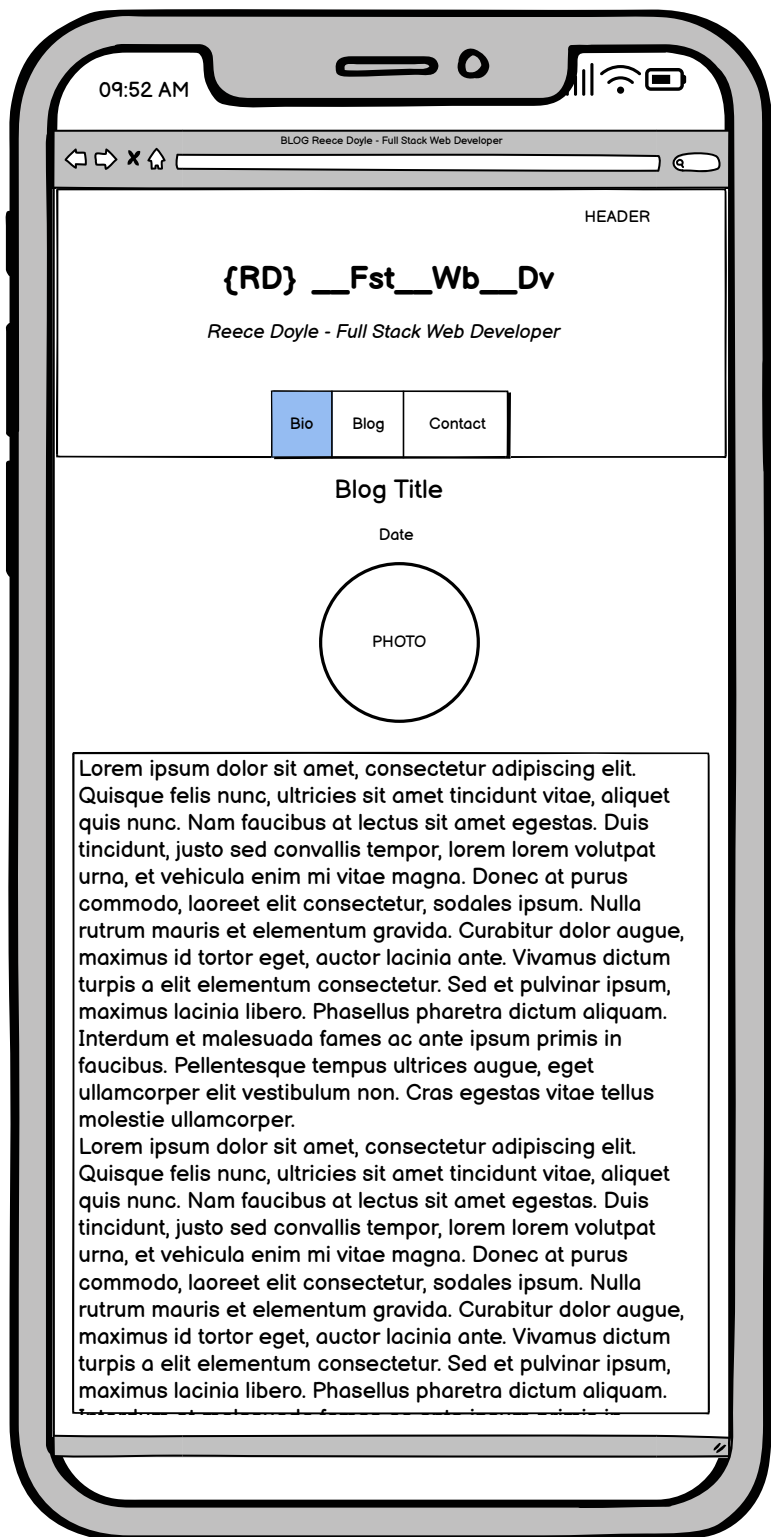 09:52 AM
BLOG Reece Doyle - Full Stack Web Developer
HEADER
{RD} __Fst__Wb__Dv
Reece Doyle - Full Stack Web Developer
Bio Blog Contact
Blog Title
Date
PHOTO
Lorem ipsum dolor sit amet, consectetur adipiscing elit.
Quisque felis nunc, ultricies sit amet tincidunt vitae, aliquet
quis nunc. Nam faucibus at lectus sit amet egestas. Duis
tincidunt, justo sed convallis tempor, lorem lorem volutpat
urna, et vehicula enim mi vitae magna. Donec at purus
commodo, laoreet elit consectetur, sodales ipsum. Nulla
rutrum mauris et elementum gravida. Curabitur dolor augue,
maximus id tortor eget, auctor lacinia ante. Vivamus dictum
turpis a elit elementum consectetur. Sed et pulvinar ipsum,
maximus lacinia libero. Phasellus pharetra dictum aliquam.
Interdum et malesuada fames ac ante ipsum primis in
faucibus. Pellentesque tempus ultrices augue, eget
ullamcorper elit vestibulum non. Cras egestas vitae tellus
molestie ullamcorper.
Lorem ipsum dolor sit amet, consectetur adipiscing elit.
Quisque felis nunc, ultricies sit amet tincidunt vitae, aliquet
quis nunc. Nam faucibus at lectus sit amet egestas. Duis
tincidunt, justo sed convallis tempor, lorem lorem volutpat
urna, et vehicula enim mi vitae magna. Donec at purus
commodo, laoreet elit consectetur, sodales ipsum. Nulla
rutrum mauris et elementum gravida. Curabitur dolor augue,
maximus id tortor eget, auctor lacinia ante. Vivamus dictum
turpis a elit elementum consectetur. Sed et pulvinar ipsum,
maximus lacinia libero. Phasellus pharetra dictum aliquam.